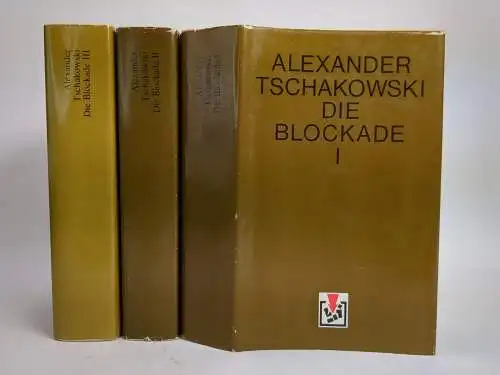 Alexander
Tschakowski
Die Blockade III
Alexander
Tschakowski
Die Blockade II
ALEXANDER
TSCHAKOWSKI
DIE
BLOCKADE
I